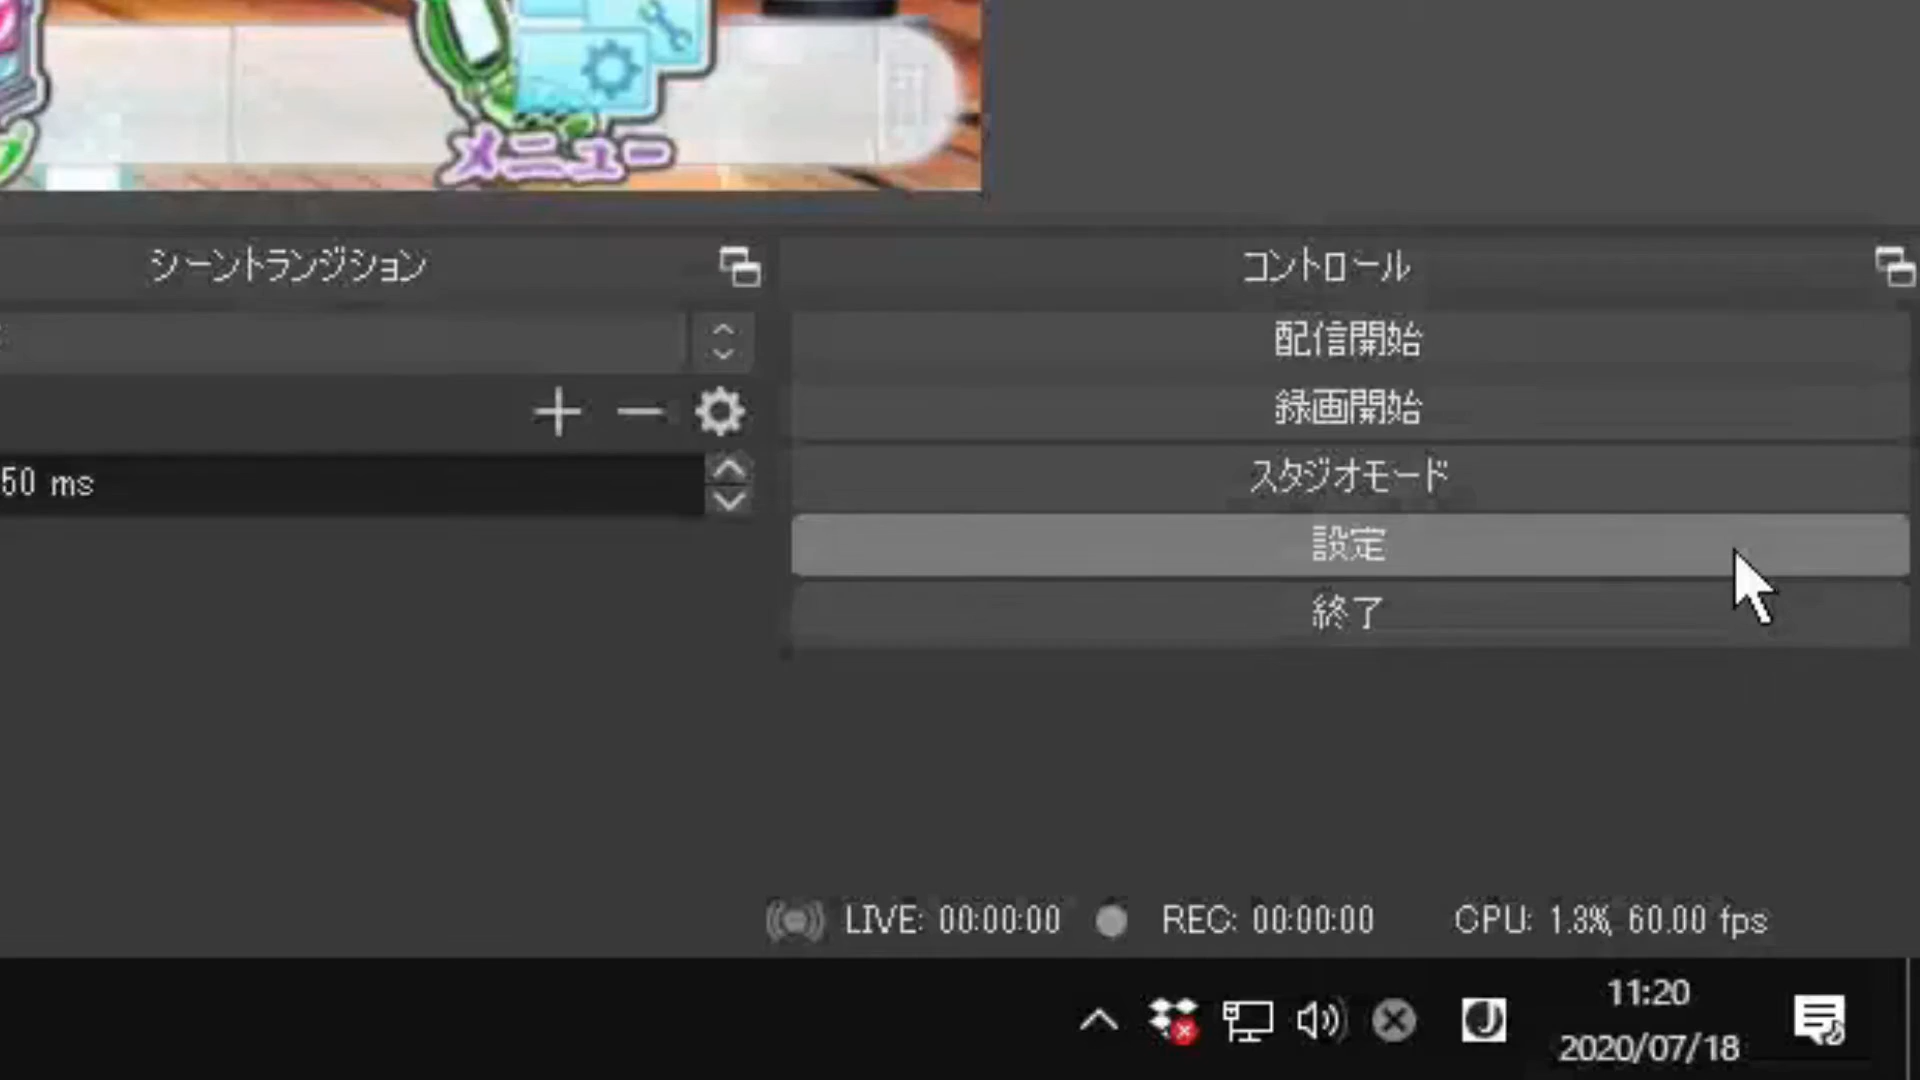 メニュー
シーントランジション
コントロール
配信開始
録画開始
スタジオモード
50 ms
設定
終了
LIVE: 00:00:00
REC: 00:00:00
CPU: 1.3%, 60.00 fps
11:20
2020/07/18